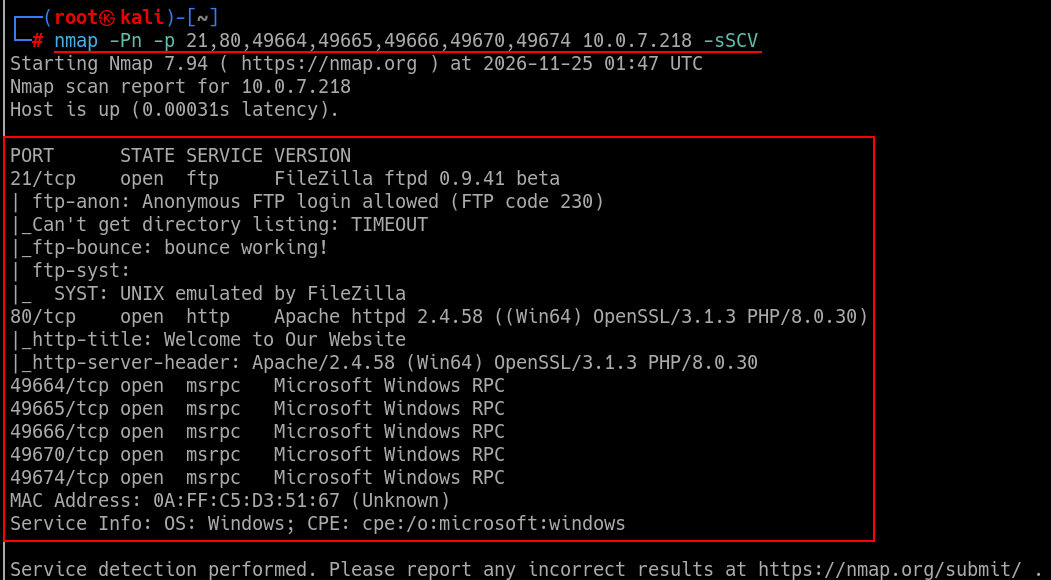 ┌──(root㉿kali)-[~]
└─# nmap -Pn -p 21,80,49664,49665,49666,49670,49674 10.0.7.218 -sSCV
Starting Nmap 7.94 ( https://nmap.org ) at 2026-11-25 01:47 UTC
Nmap scan report for 10.0.7.218
Host is up (0.00031s latency).
PORT      STATE SERVICE VERSION
21/tcp    open  ftp     FileZilla ftpd 0.9.41 beta
| ftp-anon: Anonymous FTP login allowed (FTP code 230)
|_Can't get directory listing: TIMEOUT
|_ftp-bounce: bounce working!
| ftp-syst:
|_  SYST: UNIX emulated by FileZilla
80/tcp    open  http    Apache httpd 2.4.58 ((Win64) OpenSSL/3.1.3 PHP/8.0.30)
|_http-title: Welcome to Our Website
|_http-server-header: Apache/2.4.58 (Win64) OpenSSL/3.1.3 PHP/8.0.30
49664/tcp open  msrpc   Microsoft Windows RPC
49665/tcp open  msrpc   Microsoft Windows RPC
49666/tcp open  msrpc   Microsoft Windows RPC
49670/tcp open  msrpc   Microsoft Windows RPC
49674/tcp open  msrpc   Microsoft Windows RPC
MAC Address: 0A:FF:C5:D3:51:67 (Unknown)
Service Info: OS: Windows; CPE: cpe:/o:microsoft:windows
Service detection performed. Please report any incorrect results at https://nmap.org/submit/ .